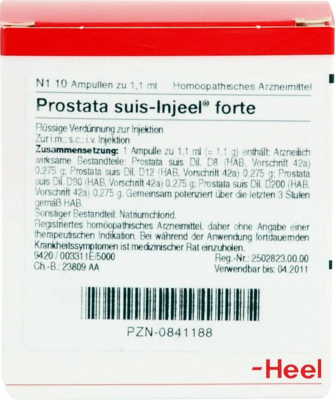 N1 10 Ampullen zu 1,1 ml Homöopathisches Arzneimittel
Prostata suis-Injeel® forte
Flüssige Verdünnung zur Injektion
Zur i.m.; s.c.; i.v. Injektion
Zusammensetzung: 1 Ampulle zu 1,1 ml (= 1,1 g) enthält: Arzneilich
wirksame Bestandteile: Prostata suis Dil. D8 (HAB, Vorschrift 42a)
0,275 g; Prostata suis Dil. D12 (HAB, Vorschrift 42a) 0,275 g; Prostata suis
Dil. D30 (HAB, Vorschrift 42a) 0,275 g; Prostata suis Dil. D200 (HAB,
Vorschrift 42a) 0,275 g; Gemeinsam potenziert über die letzten 3 Stufen
gemäß HAB.
Sonstiger Bestandteil: Natriumchlorid.
Registriertes homöopathisches Arzneimittel, daher ohne Angabe einer
therapeutischen Indikation. Bei während der Anwendung fortdauernden
Krankheitssymptomen ist medizinischer Rat einzuholen.
9420 / 003311E/5000 Reg.-Nr.: 2502823.00.00
Ch.-B.: 23809 AA Verwendbar bis 04.2011
PZN-0841188
-Heel